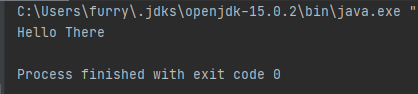 C:\Users\furry\.jdks\openjdk-15.0.2\bin\java.exe "
Hello There
Process finished with exit code 0